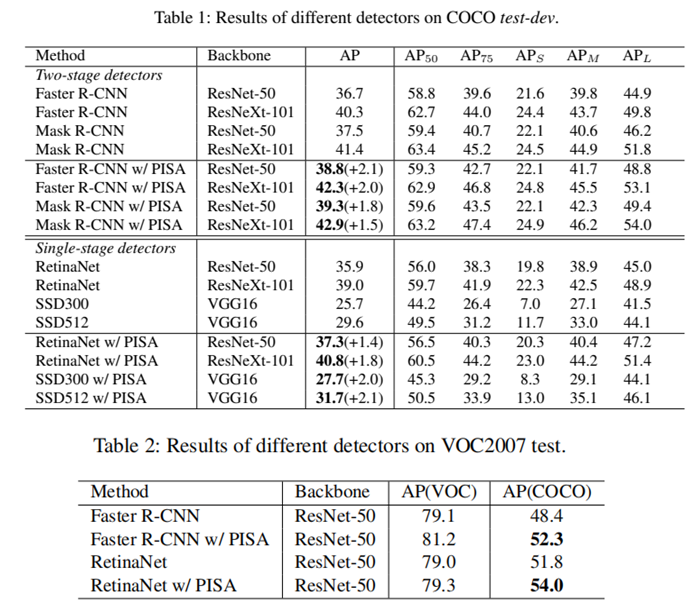 Table 1: Results of different detectors on COCO test-dev.
Method Backbone AP AP50 AP75 APS APM APL
Two-stage detectors
Faster R-CNN ResNet-50 36.7 58.8 39.6 21.6 39.8 44.9
Faster R-CNN ResNeXt-101 40.3 62.7 44.0 24.4 43.7 49.8
Mask R-CNN ResNet-50 37.5 59.4 40.7 22.1 40.6 46.2
Mask R-CNN ResNeXt-101 41.4 63.4 45.2 24.5 44.9 51.8
Faster R-CNN w/ PISA ResNet-50 38.8(+2.1) 59.3 42.7 22.1 41.7 48.8
Faster R-CNN w/ PISA ResNeXt-101 42.3(+2.0) 62.9 46.8 24.8 45.5 53.1
Mask R-CNN w/ PISA ResNet-50 39.3(+1.8) 59.6 43.5 22.1 42.3 49.4
Mask R-CNN w/ PISA ResNeXt-101 42.9(+1.5) 63.2 47.4 24.9 46.2 54.0
Single-stage detectors
RetinaNet ResNet-50 35.9 56.0 38.3 19.8 38.9 45.0
RetinaNet ResNeXt-101 39.0 59.7 41.9 22.3 42.5 48.9
SSD300 VGG16 25.7 44.2 26.4 7.0 27.1 41.5
SSD512 VGG16 29.6 49.5 31.2 11.7 33.0 44.1
RetinaNet w/ PISA ResNet-50 37.3(+1.4) 56.5 40.3 20.3 40.4 47.2
RetinaNet w/ PISA ResNeXt-101 40.8(+1.8) 60.5 44.2 23.0 44.2 51.4
SSD300 w/ PISA VGG16 27.7(+2.0) 45.3 29.2 8.3 29.1 44.1
SSD512 w/ PISA VGG16 31.7(+2.1) 50.5 33.9 13.0 35.1 46.1
Table 2: Results of different detectors on VOC2007 test.
Method Backbone AP(VOC) AP(COCO)
Faster R-CNN ResNet-50 79.1 48.4
Faster R-CNN w/ PISA ResNet-50 81.2 52.3
RetinaNet ResNet-50 79.0 51.8
RetinaNet w/ PISA ResNet-50 79.3 54.0